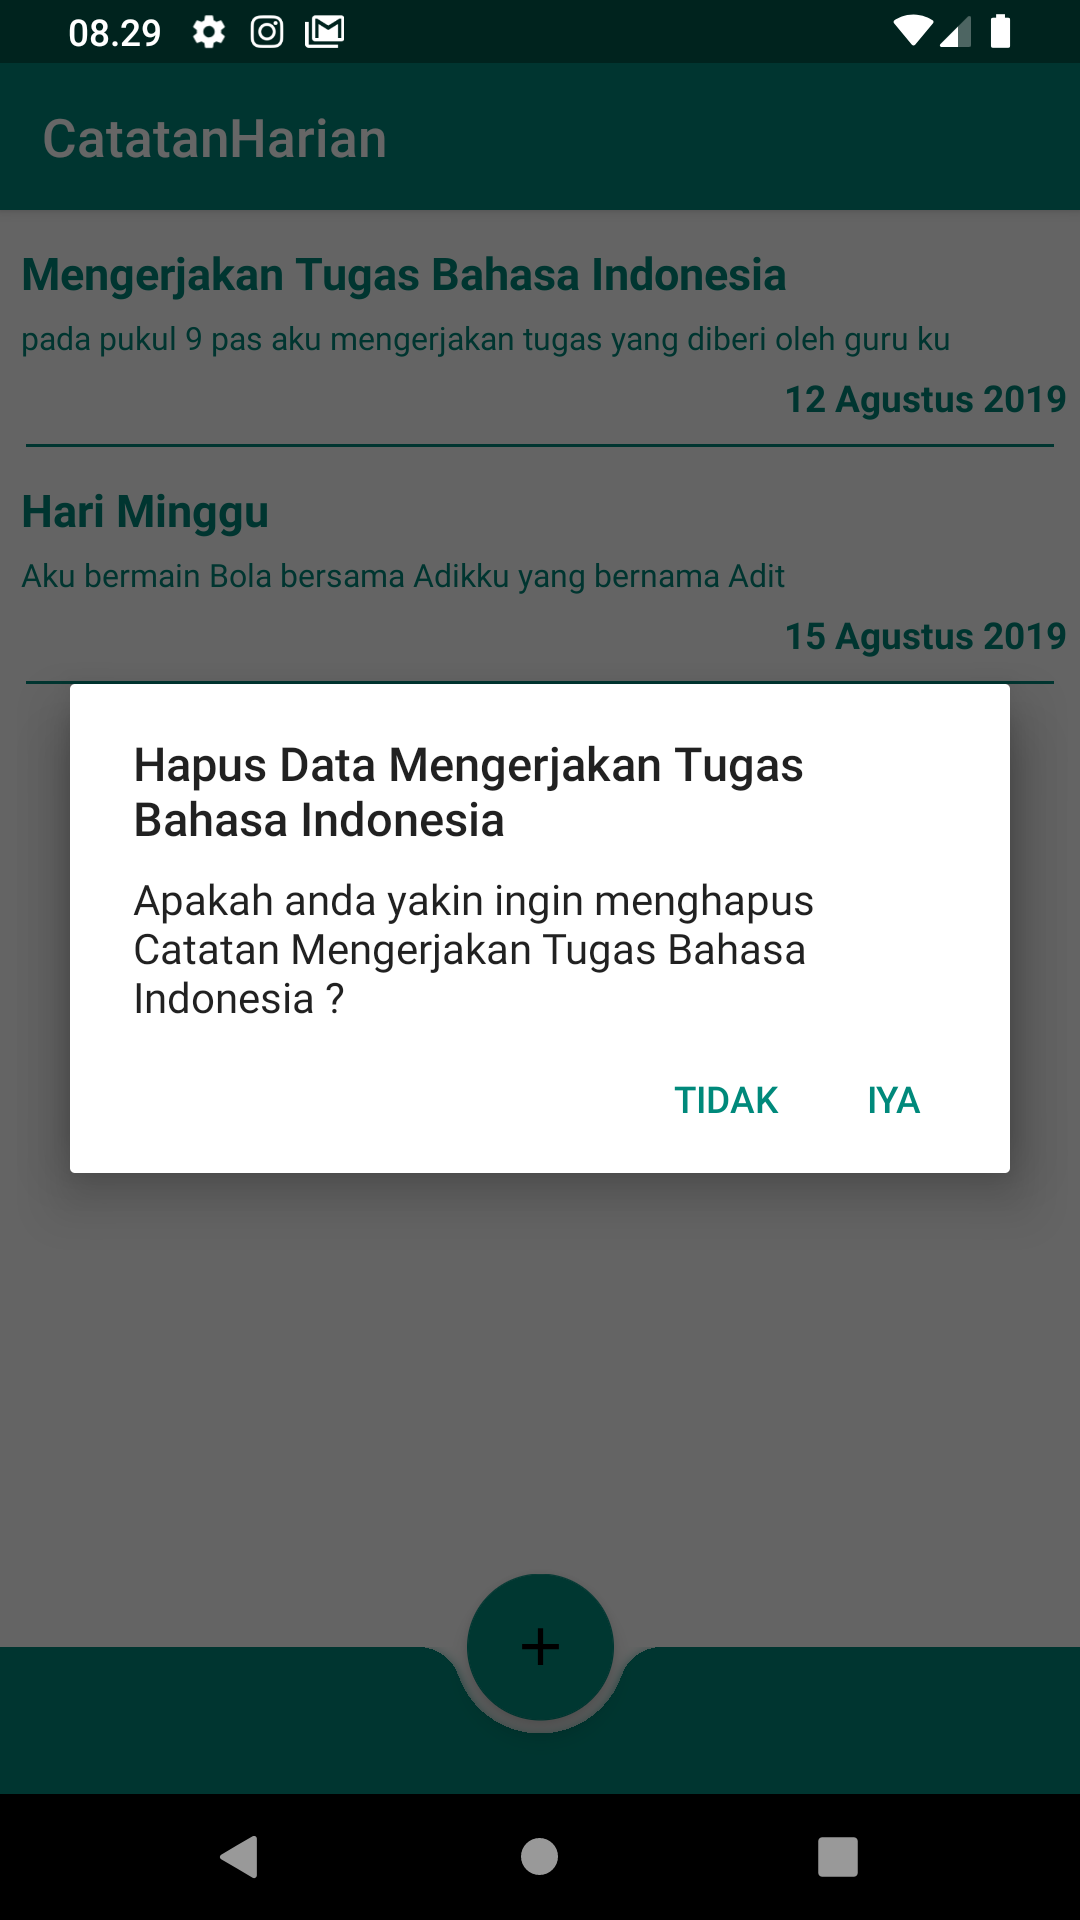 08.29
CatatanHarian
Mengerjakan Tugas Bahasa Indonesia
pada pukul 9 pas aku mengerjakan tugas yang diberi oleh guru ku
12 Agustus 2019
Hari Minggu
Aku bermain Bola bersama Adikku yang bernama Adit
15 Agustus 2019
Hapus Data Mengerjakan Tugas
Bahasa Indonesia
Apakah anda yakin ingin menghapus
Catatan Mengerjakan Tugas Bahasa
Indonesia ?
TIDAK IYA